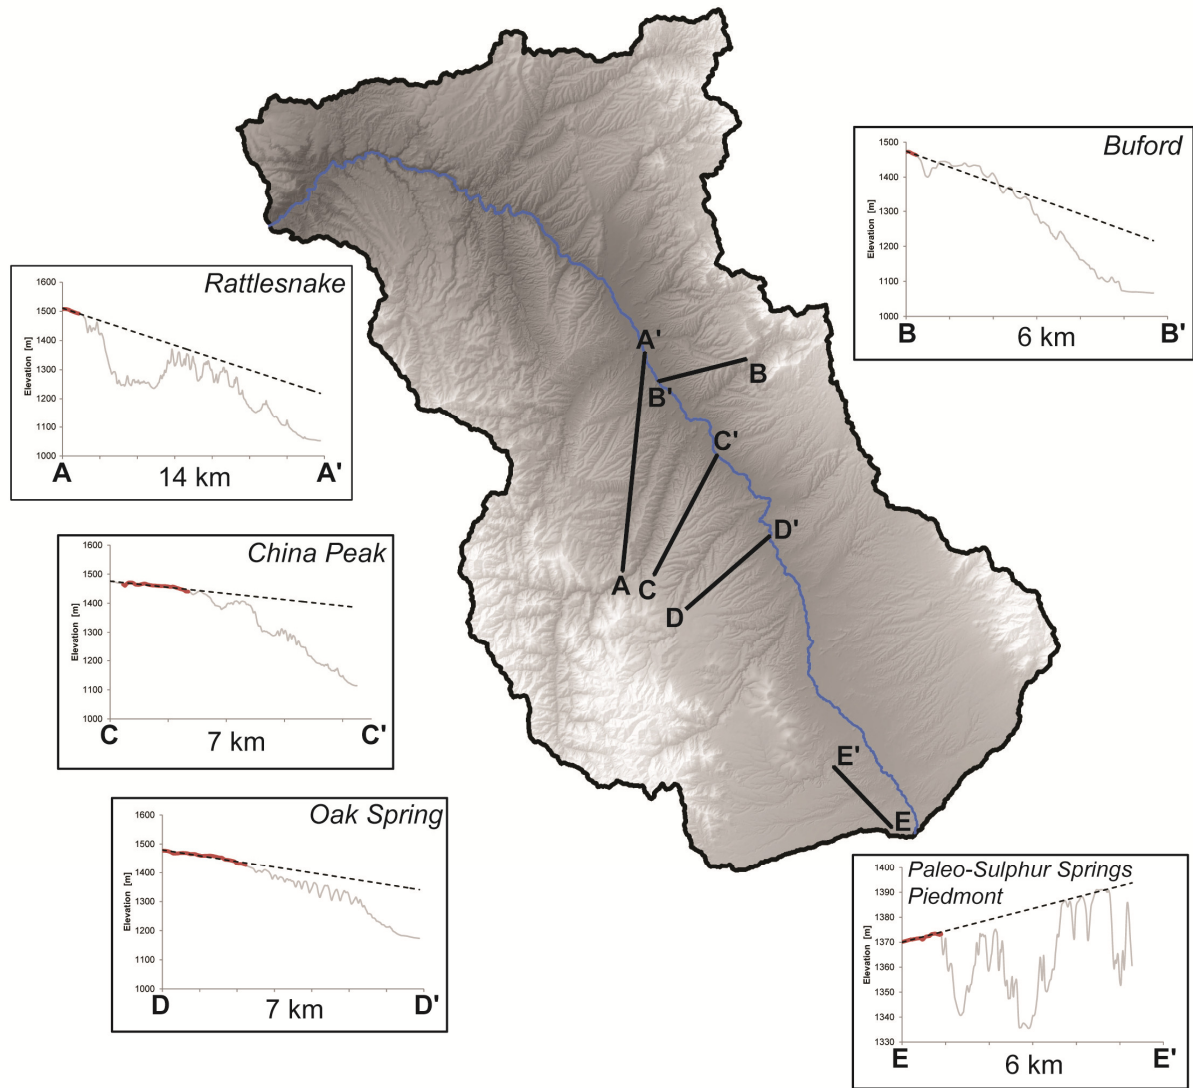 Buford
1500
1400
1300
1200
1100
1000
Elevation [m]
B 6 km B'
Rattlesnake
1600
1500
1400
1300
1200
1100
1000
Elevation [m]
A 14 km A'
China Peak
1600
1500
1400
1300
1200
1100
1000
Elevation [m]
C 7 km C'
Oak Spring
1600
1500
1400
1300
1200
1100
1000
Elevation [m]
D 7 km D'
Paleo-Sulphur Springs
Piedmont
1400
1390
1380
1370
1360
1350
1340
1330
Elevation [m]
E 6 km E'
A'
B
B'
C'
D'
A C
D
E'
E